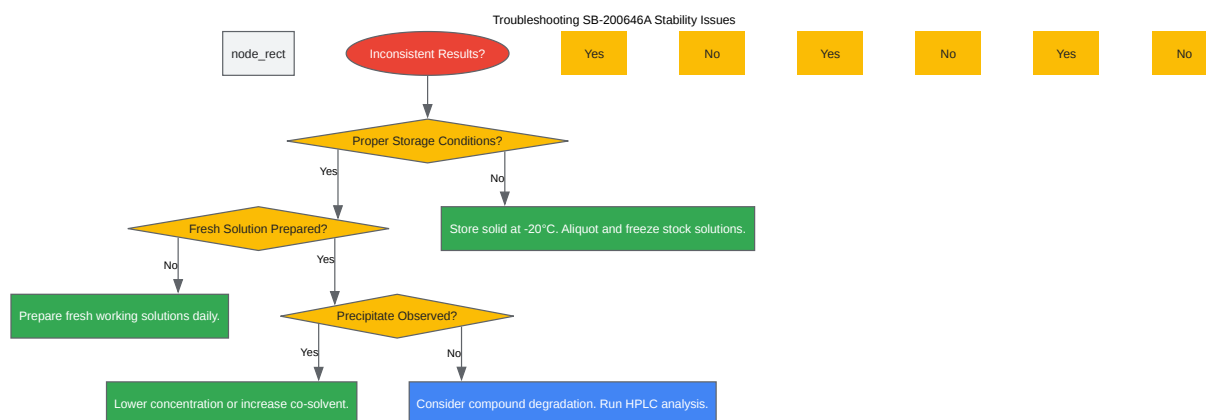 Troubleshooting SB-200646A Stability Issues
node_rect
Inconsistent Results?
Yes
No
Yes
No
Yes
No
Proper Storage Conditions?
Yes
No
Fresh Solution Prepared?
Store solid at -20°C. Aliquot and freeze stock solutions.
No
Yes
Prepare fresh working solutions daily.
Precipitate Observed?
Yes
No
Lower concentration or increase co-solvent.
Consider compound degradation. Run HPLC analysis.